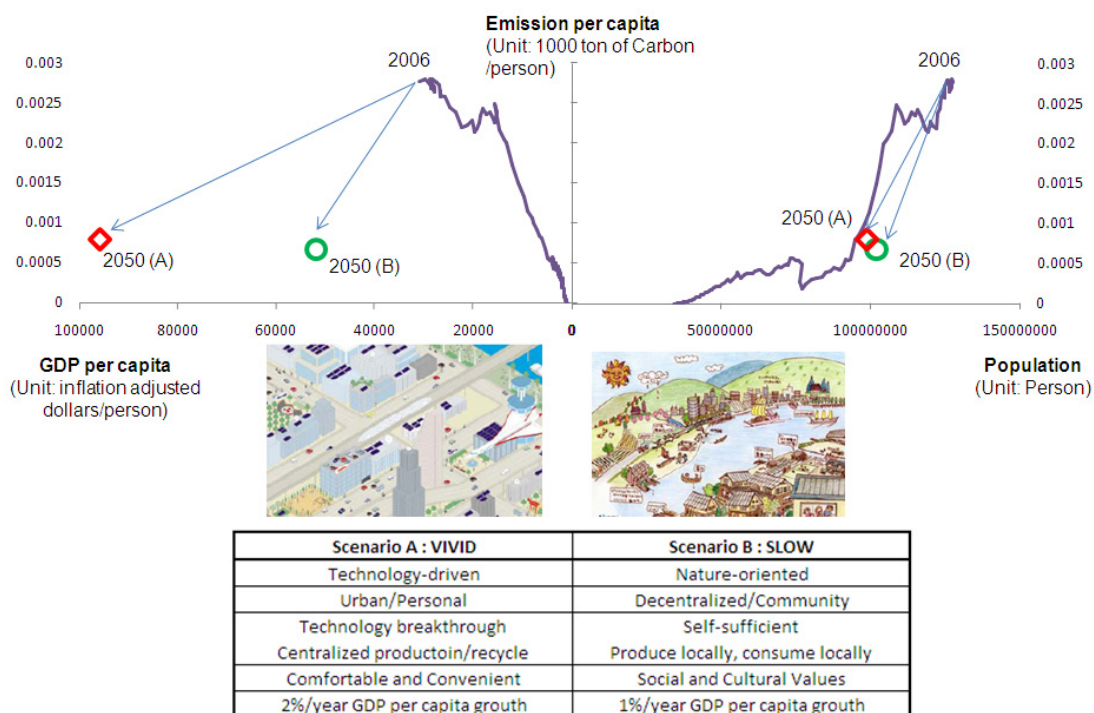 Emission per capita
(Unit: 1000 ton of Carbon
/person)
0.003
0.0025
0.002
0.0015
0.001
0.0005
0
2006
2050 (A)
2050 (B)
100000
80000
60000
40000
20000
0
GDP per capita
(Unit: inflation adjusted
dollars/person)
2006
2050 (A)
2050 (B)
0.003
0.0025
0.002
0.0015
0.001
0.0005
0
0
50000000
100000000
150000000
Population
(Unit: Person)
Scenario A : VIVID
Scenario B : SLOW
Technology-driven
Nature-oriented
Urban/Personal
Decentralized/Community
Technology breakthrough
Self-sufficient
Centralized productoin/recycle
Produce locally, consume locally
Comfortable and Convenient
Social and Cultural Values
2%/year GDP per capita grouth
1%/year GDP per capita grouth